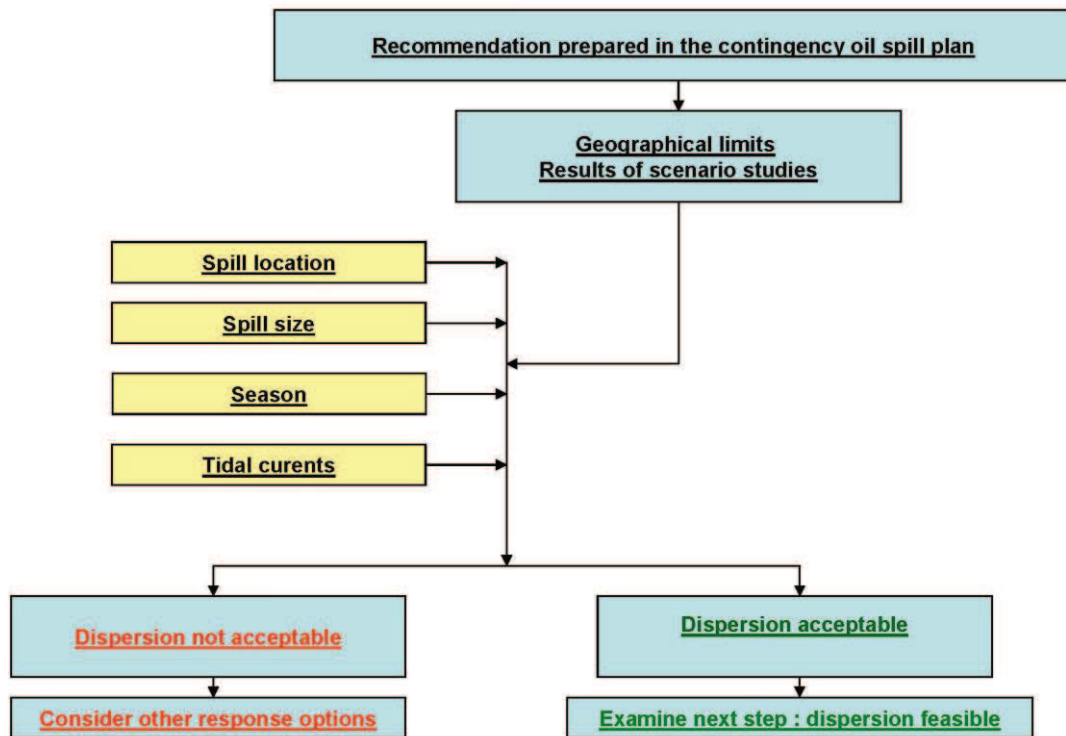 Recommendation prepared in the contingency oil spill plan
Geographical limits
Results of scenario studies
Spill location
Spill size
Season
Tidal curents
Dispersion not acceptable
Dispersion acceptable
Consider other response options
Examine next step : dispersion feasible